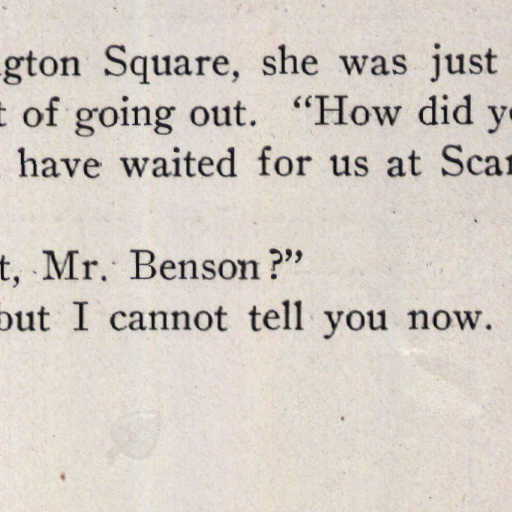 gton Square, she was just
t of going out. “How did y
have waited for us at Scar
t, Mr. Benson?”
but I cannot tell you now.